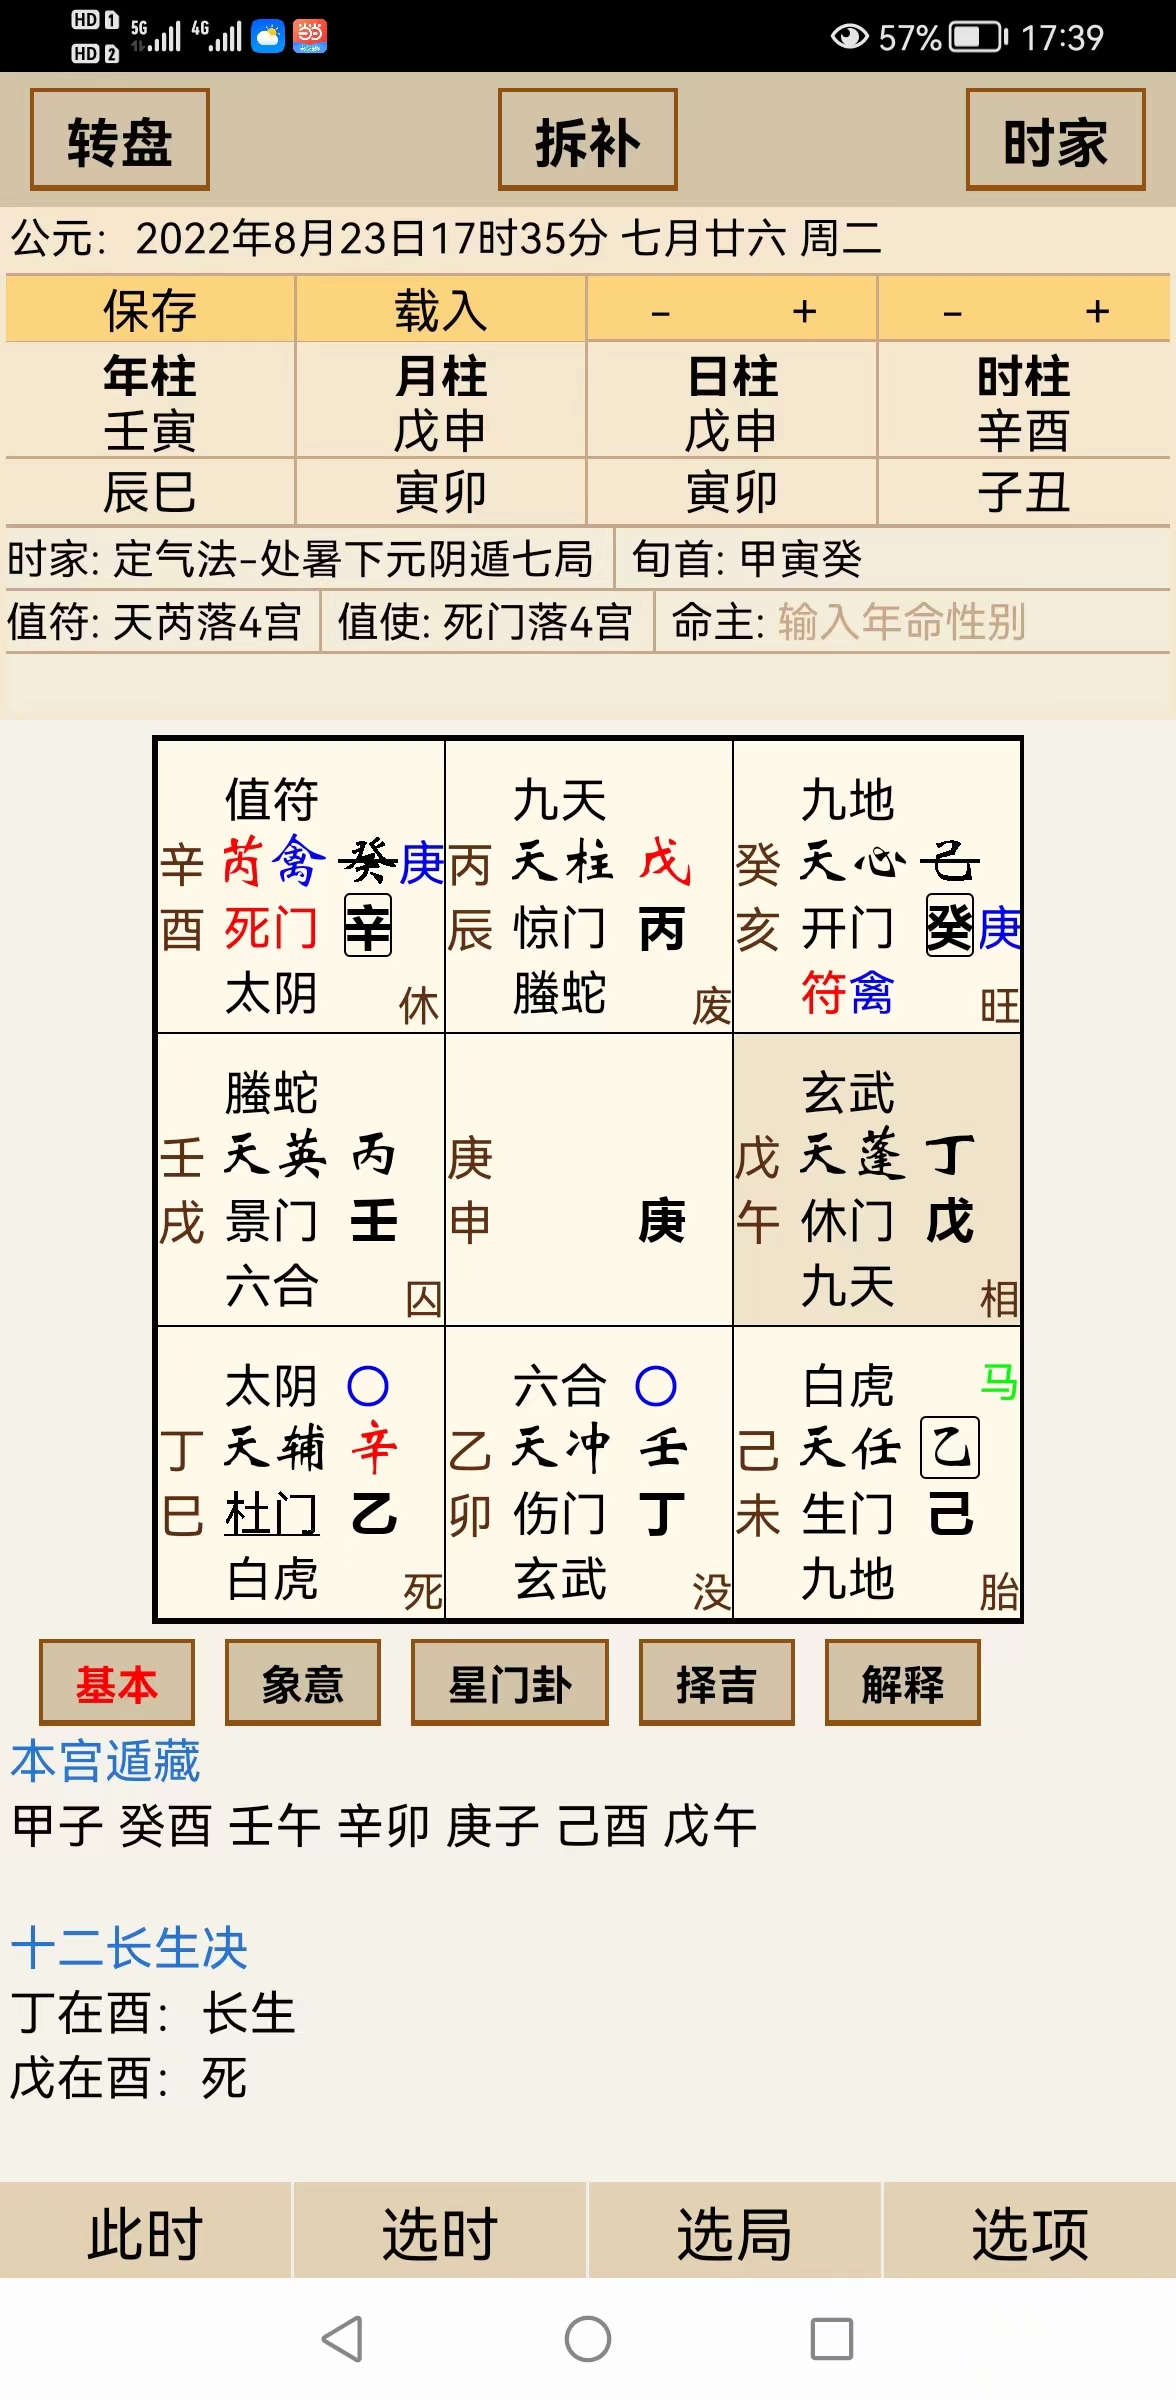 HD 1 5G 4G 57% 17:39
HD 2
转盘 拆补 时家
公元：2022年8月23日17时35分 七月廿六 周二
保存 载入 - + - +
年柱 月柱 日柱 时柱
壬寅 戊申 戊申 辛酉
辰巳 寅卯 寅卯 子丑
时家: 定气法-处暑下元阴遁七局 旬首: 甲寅癸
值符: 天芮落4宫 值使: 死门落4宫 命主: 输入年命性别
值符 九天 九地
辛 芮禽 癸 庚 丙 天柱 戊 癸 天心 己
酉 死门 辛 辰 惊门 丙 亥 开门 癸 庚
太阴 休 螣蛇 废 符禽 旺
螣蛇 玄武
壬 天英 丙 庚 戊 天蓬 丁
戌 景门 壬 申 庚 午 休门 戊
六合 囚 九天 相
太阴 ○ 六合 ○ 白虎 马
丁 天辅 辛 乙 天冲 壬 己 天任 乙
巳 杜门 乙 卯 伤门 丁 未 生门 己
白虎 死 玄武 没 九地 胎
基本 象意 星门卦 择吉 解释
本宫遁藏
甲子 癸酉 壬午 辛卯 庚子 己酉 戊午
十二长生决
丁在酉：长生
戊在酉：死
此时 选时 选局 选项